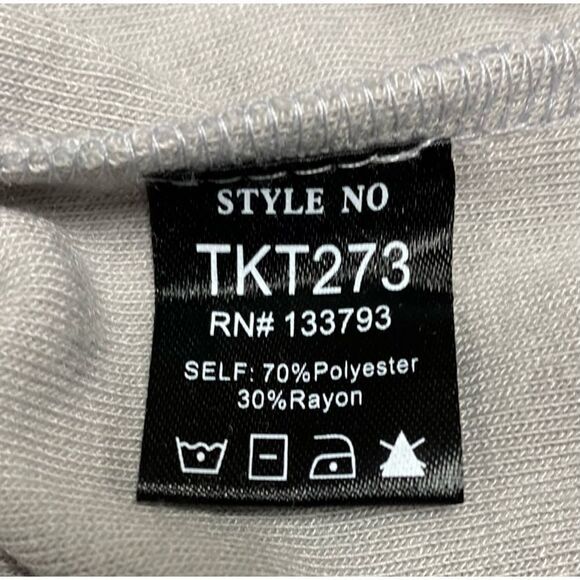 STYLE NO
TKT273
RN# 133793
SELF: 70%Polyester
30%Rayon